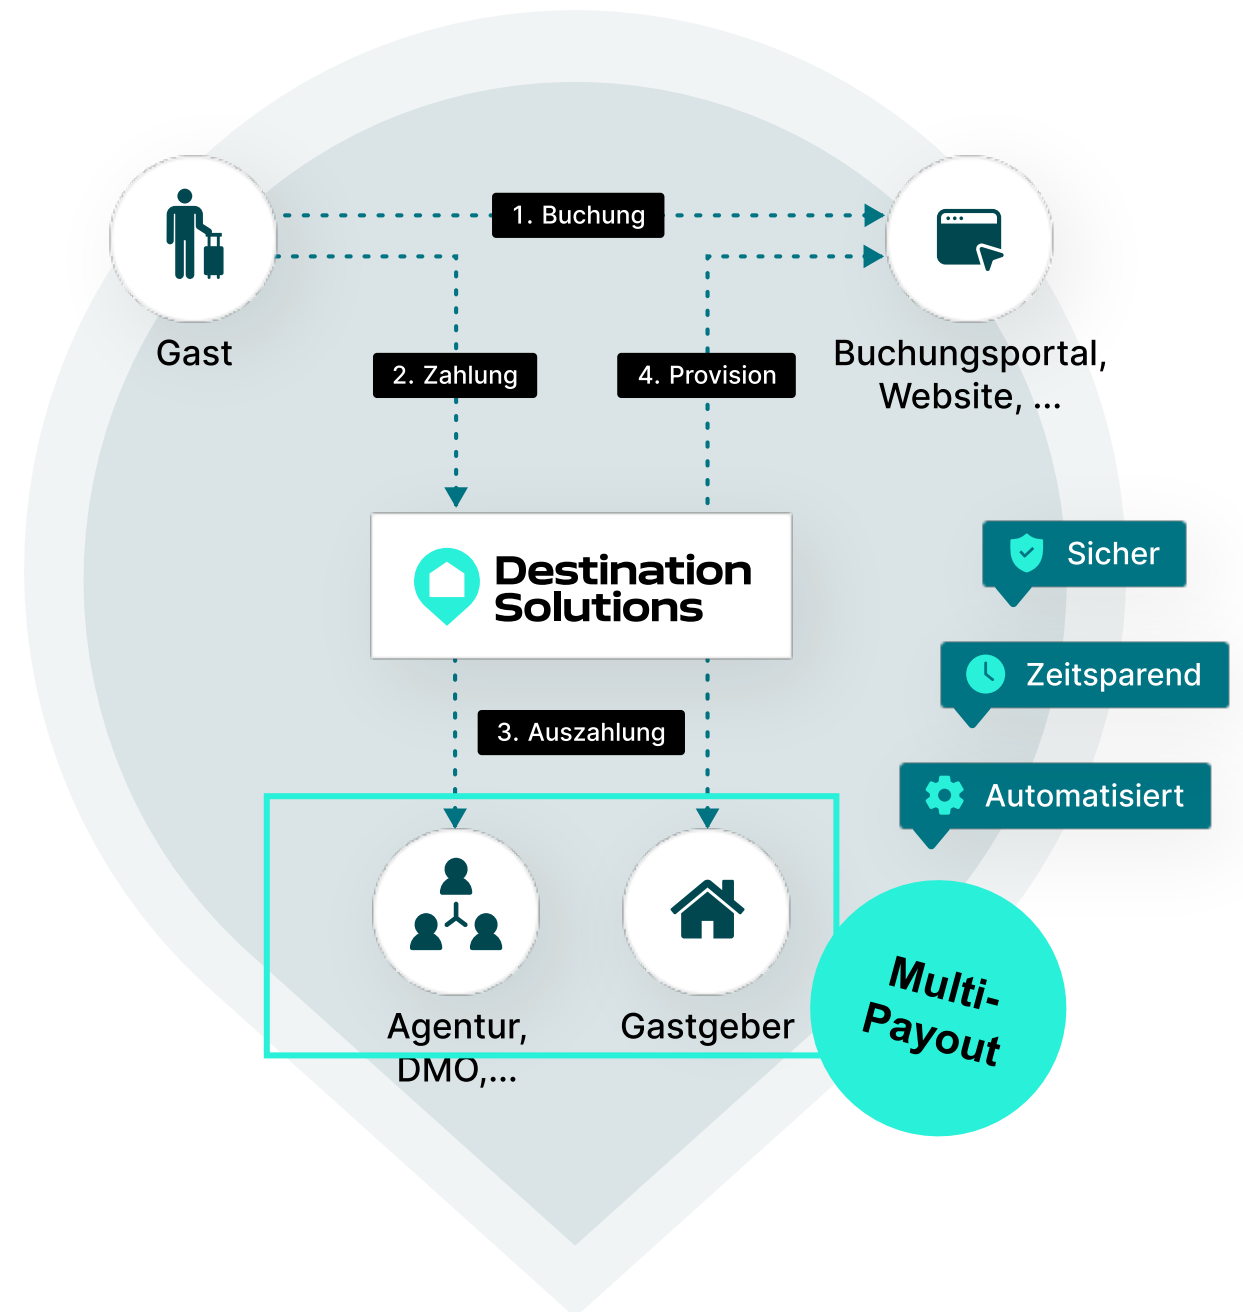 1. Buchung
Gast
2. Zahlung
4. Provision
Buchungsportal,
Website, ...
Destination
Solutions
Sicher
Zeitsparend
3. Auszahlung
Automatisiert
Agentur,
DMO,...
Gastgeber
Multi-
Payout